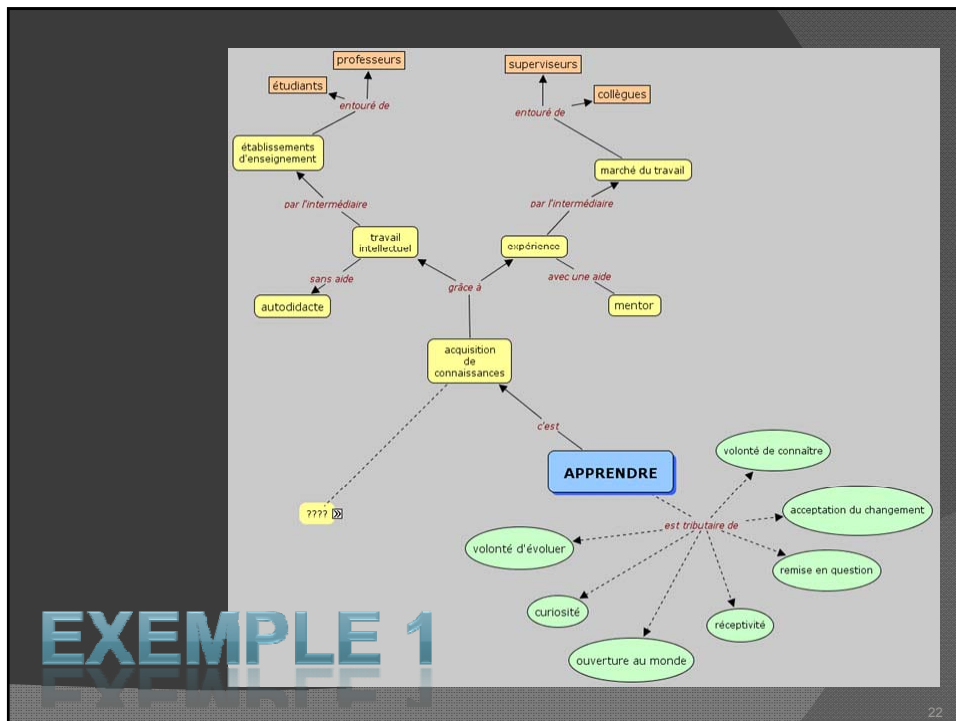 professeurs
superviseurs
étudiants
collègues
entouré de
entouré de
établissements
d'enseignement
marché du travail
par l'intermédiaire
par l'intermédiaire
travail
intellectuel
expérience
sans aide
grâce à
avec une aide
autodidacte
mentor
acquisition
de
connaissances
c'est
APPRENDRE
volonté de connaître
????
acceptation du changement
est tributaire de
volonté d'évoluer
remise en question
curiosité
réceptivité
ouverture au monde
EXEMPLE 1
22